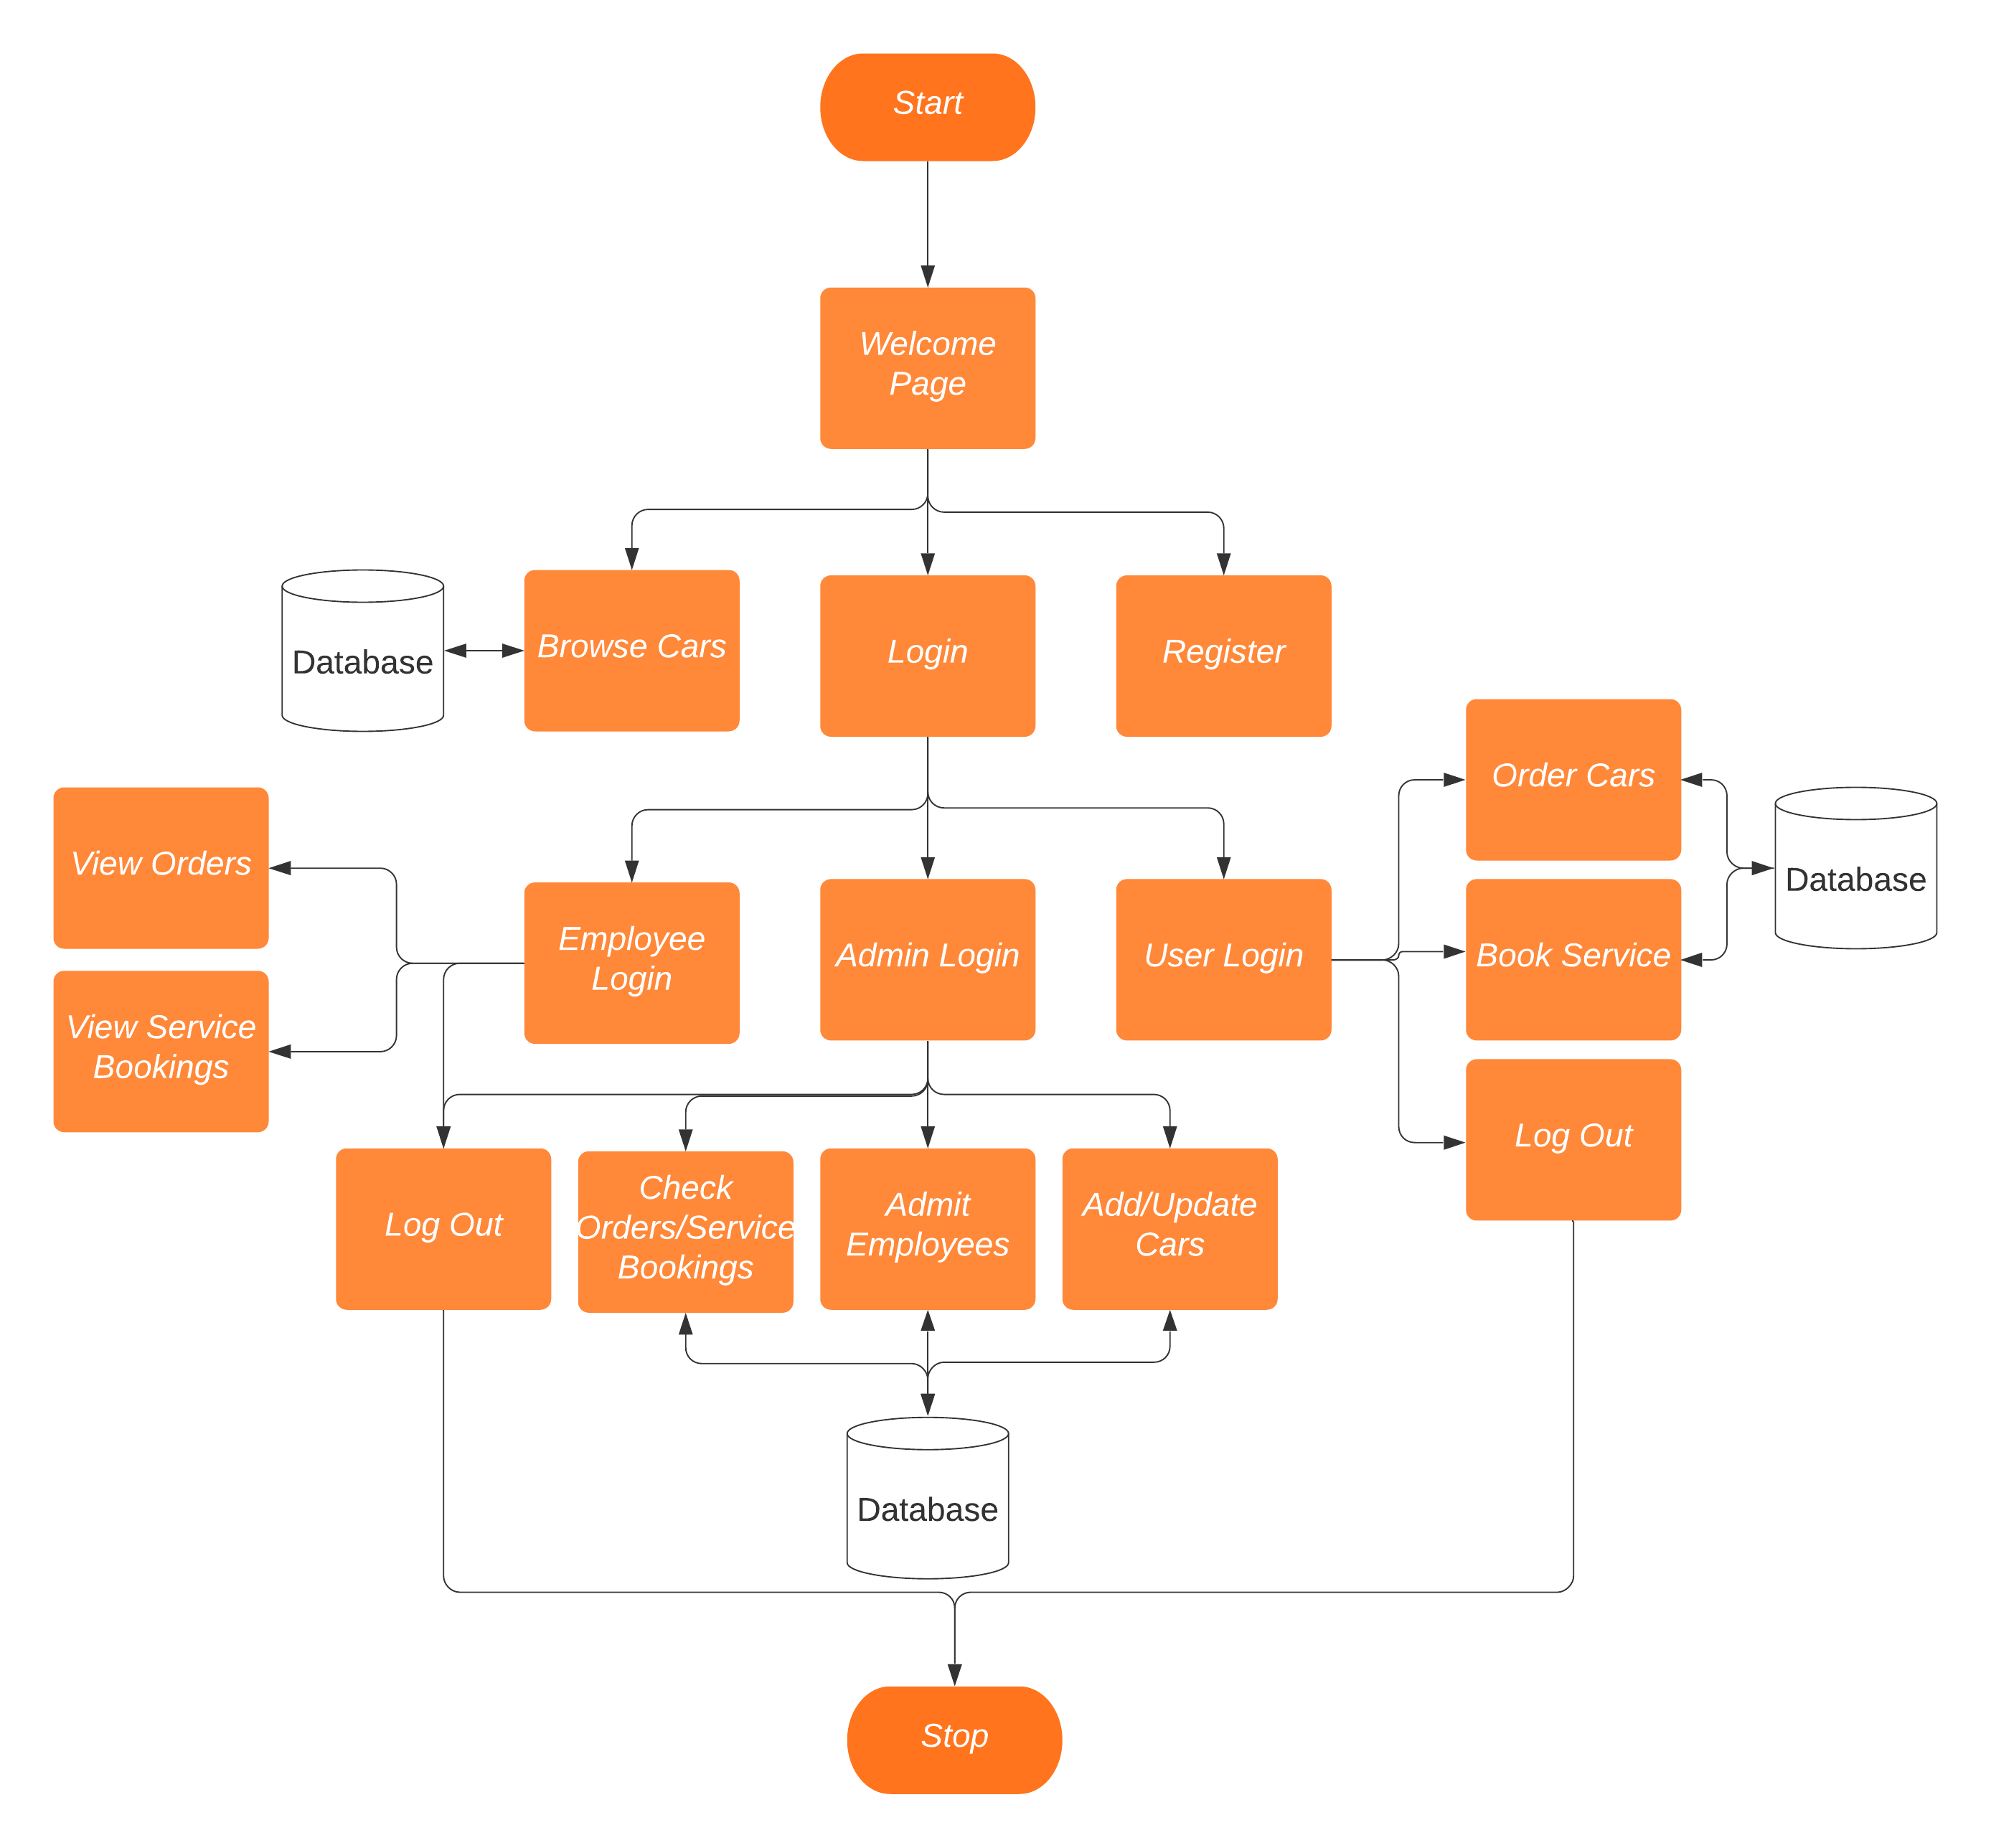 Start
Welcome
Page
Database
Browse Cars
Login
Register
Order Cars
Database
View Orders
Employee
Login
Admin Login
User Login
Book Service
View Service
Bookings
Log Out
Log Out
Check
Orders/Service
Bookings
Admit
Employees
Add/Update
Cars
Database
Stop